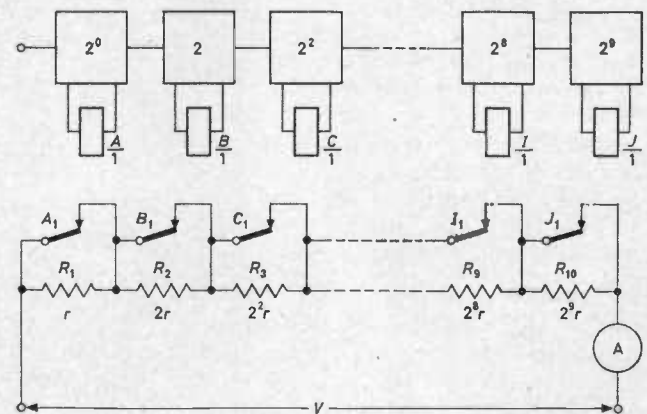 2⁰ 2 2² 2⁸ 2⁹
A/1 B/1 C/1 I/1 J/1
A₁ B₁ C₁ I₁ J₁
R₁ R₂ R₃ R₉ R₁₀
r 2r 2²r 2⁸r 2⁹r
A
V